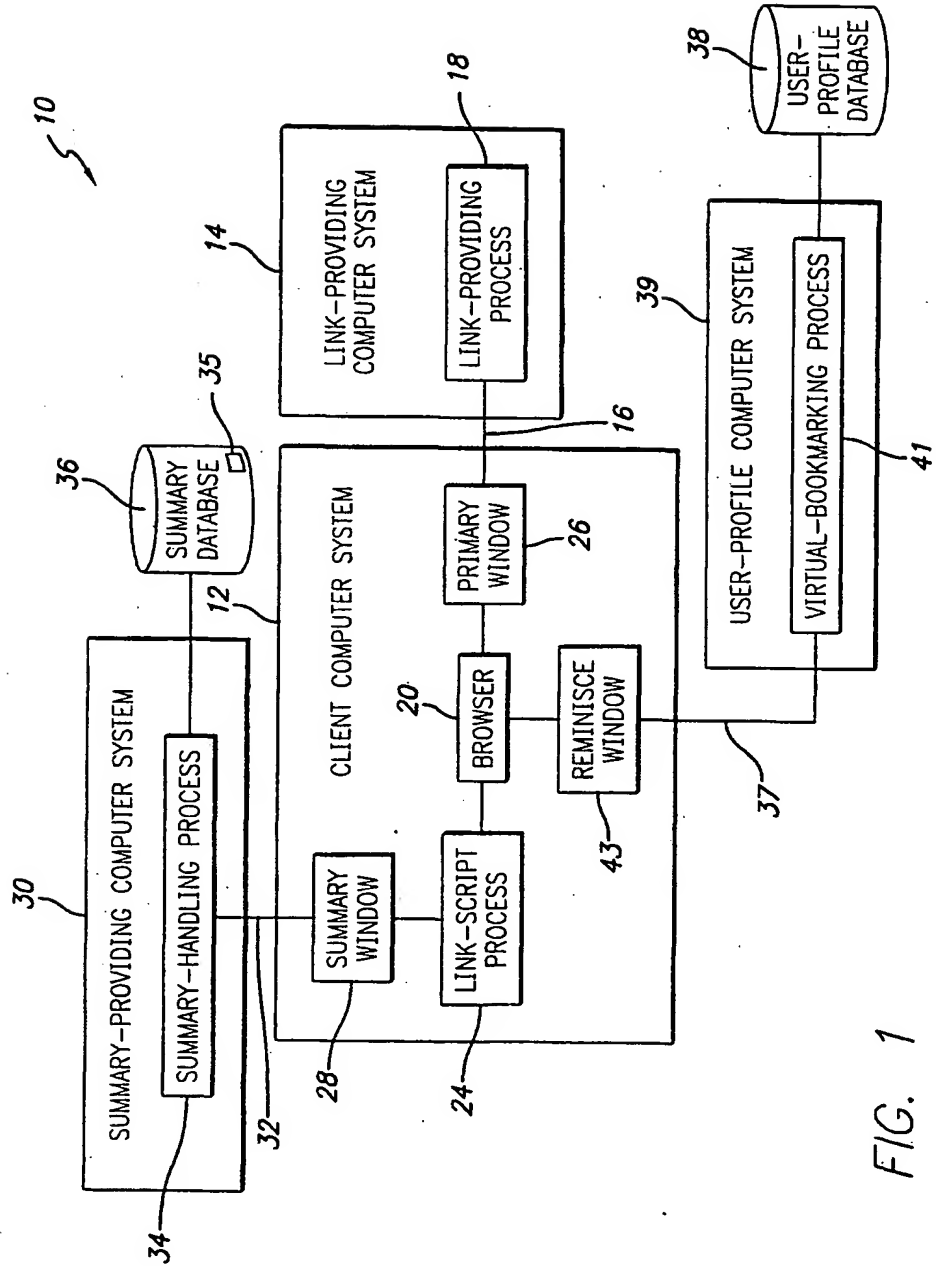 10
30
SUMMARY-PROVIDING COMPUTER SYSTEM
SUMMARY-HANDLING PROCESS
34
36
SUMMARY
DATABASE
35
32
12
CLIENT COMPUTER SYSTEM
SUMMARY
WINDOW
28
LINK-SCRIPT
PROCESS
24
20
BROWSER
PRIMARY
WINDOW
26
REMINISCE
WINDOW
43
14
LINK-PROVIDING
COMPUTER SYSTEM
LINK-PROVIDING
PROCESS
18
16
37
39
USER-PROFILE COMPUTER SYSTEM
VIRTUAL-BOOKMARKING PROCESS
41
38
USER-
PROFILE
DATABASE
FIG. 1